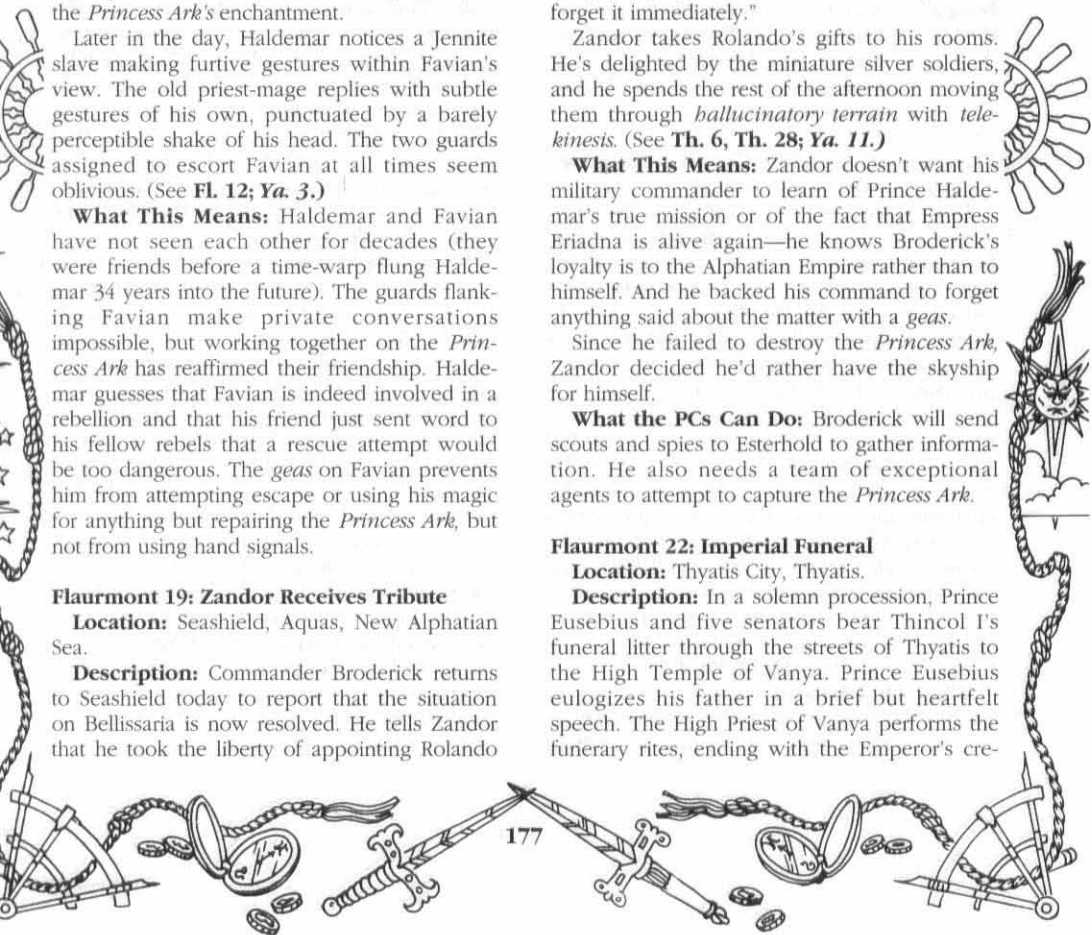 the Princess Ark's enchantment.
Later in the day, Haldemar notices a Jennite
slave making furtive gestures within Favian's
view. The old priest-mage replies with subtle
gestures of his own, punctuated by a barely
perceptible shake of his head. The two guards
assigned to escort Favian at all times seem
oblivious. (See Fl. 12; Ya. 3.)
What This Means: Haldemar and Favian
have not seen each other for decades (they
were friends before a time-warp flung Halde-
mar 34 years into the future). The guards flank-
ing Favian make private conversations
impossible, but working together on the Prin-
cess Ark has reaffirmed their friendship. Halde-
mar guesses that Favian is indeed involved in a
rebellion and that his friend just sent word to
his fellow rebels that a rescue attempt would
be too dangerous. The geas on Favian prevents
him from attempting escape or using his magic
for anything but repairing the Princess Ark, but
not from using hand signals.
Flaurmont 19: Zandor Receives Tribute
Location: Seashield, Aquas, New Alphatian
Sea.
Description: Commander Broderick returns
to Seashield today to report that the situation
on Bellissaria is now resolved. He tells Zandor
that he took the liberty of appointing Rolando
forget it immediately."
Zandor takes Rolando's gifts to his rooms.
He's delighted by the miniature silver soldiers,
and he spends the rest of the afternoon moving
them through hallucinatory terrain with tele-
kinesis. (See Th. 6, Th. 28; Ya. 11.)
What This Means: Zandor doesn't want his
military commander to learn of Prince Halde-
mar's true mission or of the fact that Empress
Eriadna is alive again—he knows Broderick's
loyalty is to the Alphatian Empire rather than to
himself. And he backed his command to forget
anything said about the matter with a geas.
Since he failed to destroy the Princess Ark,
Zandor decided he'd rather have the skyship
for himself.
What the PCs Can Do: Broderick will send
scouts and spies to Esterhold to gather informa-
tion. He also needs a team of exceptional
agents to attempt to capture the Princess Ark.
Flaurmont 22: Imperial Funeral
Location: Thyatis City, Thyatis.
Description: In a solemn procession, Prince
Eusebius and five senators bear Thincol I's
funeral litter through the streets of Thyatis to
the High Temple of Vanya. Prince Eusebius
eulogizes his father in a brief but heartfelt
speech. The High Priest of Vanya performs the
funerary rites, ending with the Emperor's cre-
177